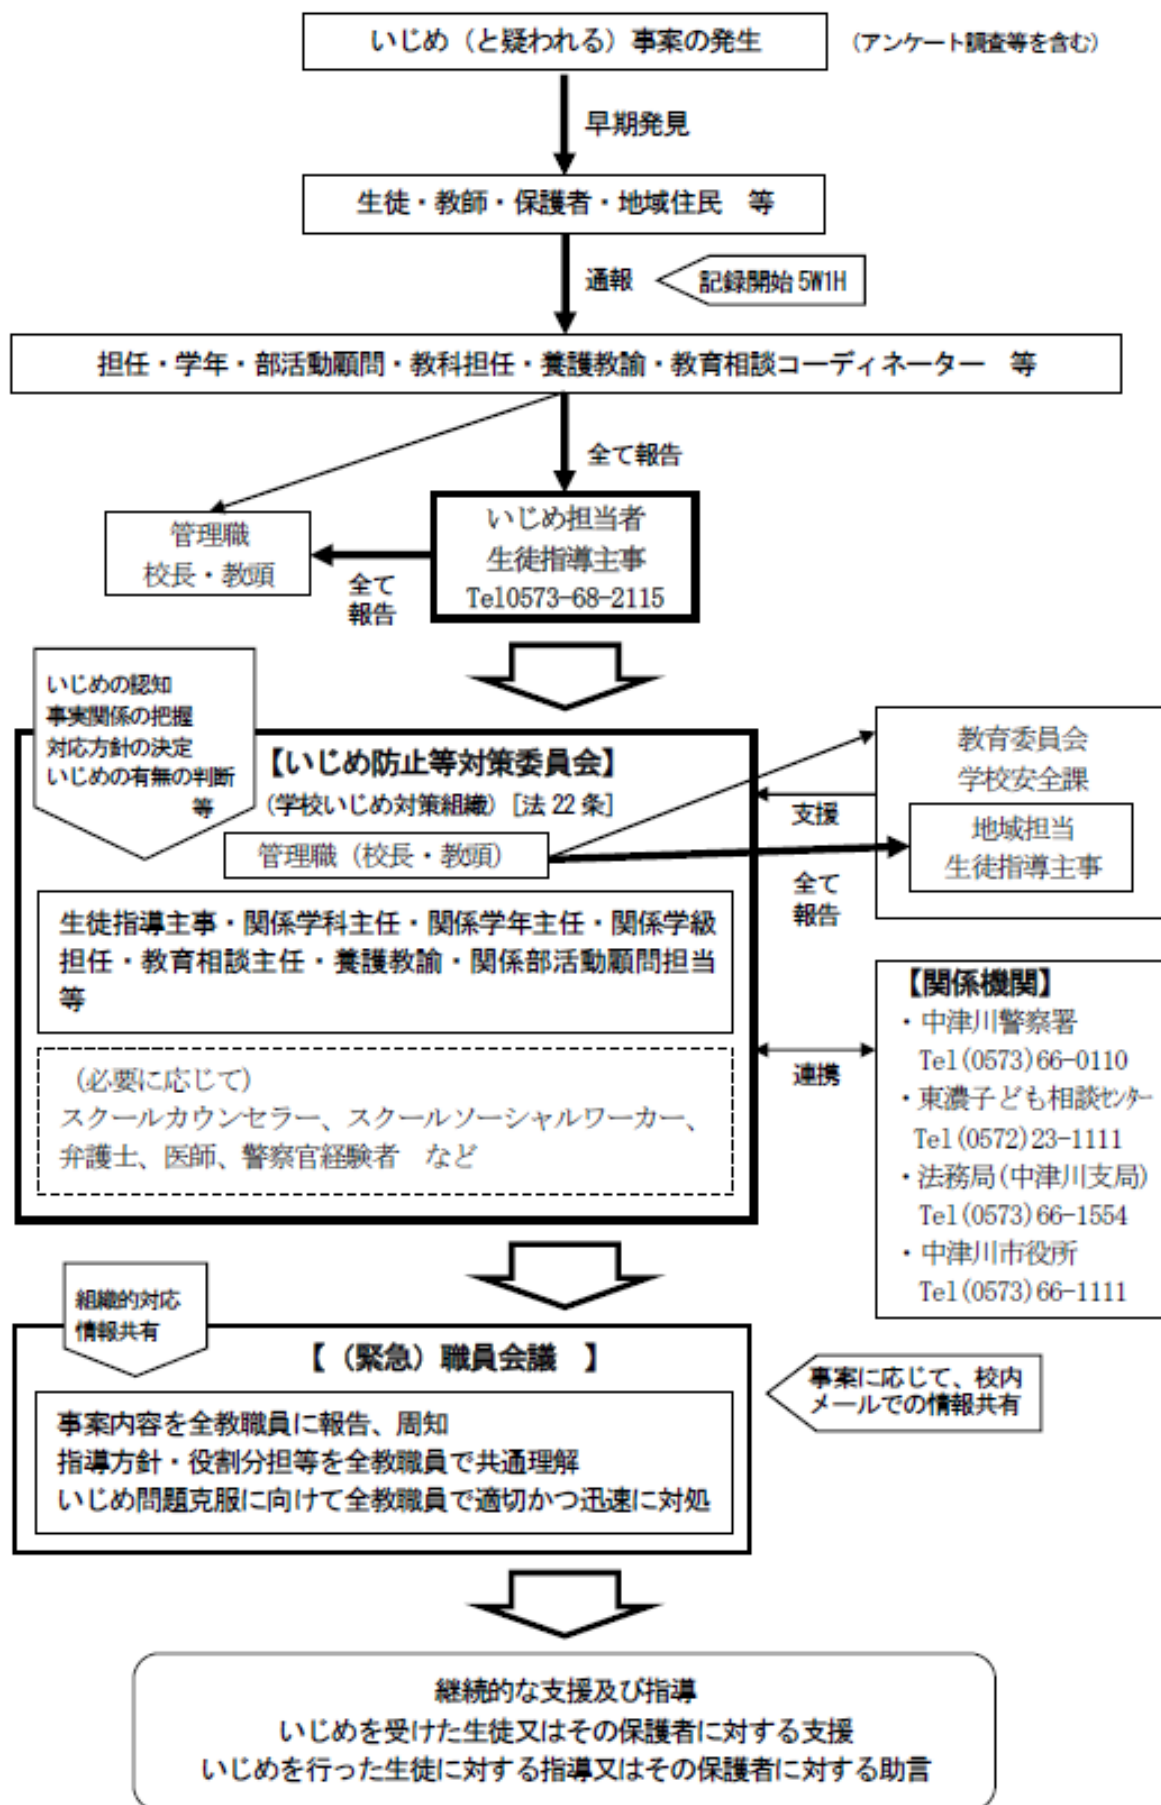 いじめ（と疑われる）事案の発生
（アンケート調査等を含む）
早期発見
生徒・教師・保護者・地域住民　等
通報
記録開始 5W1H
担任・学年・部活動顧問・教科担任・養護教諭・教育相談コーディネーター　等
全て報告
管理職
校長・教頭
全て
報告
いじめ担当者
生徒指導主事
Tel0573-68-2115
いじめの認知
事実関係の把握
対応方針の決定
いじめの有無の判断
等
【いじめ防止等対策委員会】
（学校いじめ対策組織）［法 22 条］
管理職（校長・教頭）
生徒指導主事・関係学科主任・関係学年主任・関係学級
担任・教育相談主任・養護教諭・関係部活動顧問担当
等
（必要に応じて）
スクールカウンセラー、スクールソーシャルワーカー、
弁護士、医師、警察官経験者　など
教育委員会
学校安全課
支援
地域担当
生徒指導主事
全て
報告
連携
【関係機関】
・中津川警察署
Tel(0573)66-0110
・東濃子ども相談ｾﾝﾀｰ
Tel(0572)23-1111
・法務局(中津川支局)
Tel(0573)66-1554
・中津川市役所
Tel(0573)66-1111
組織的対応
情報共有
【（緊急）職員会議　】
事案内容を全教職員に報告、周知
指導方針・役割分担等を全教職員で共通理解
いじめ問題克服に向けて全教職員で適切かつ迅速に対処
事案に応じて、校内
メールでの情報共有
継続的な支援及び指導
いじめを受けた生徒又はその保護者に対する支援
いじめを行った生徒に対する指導又はその保護者に対する助言